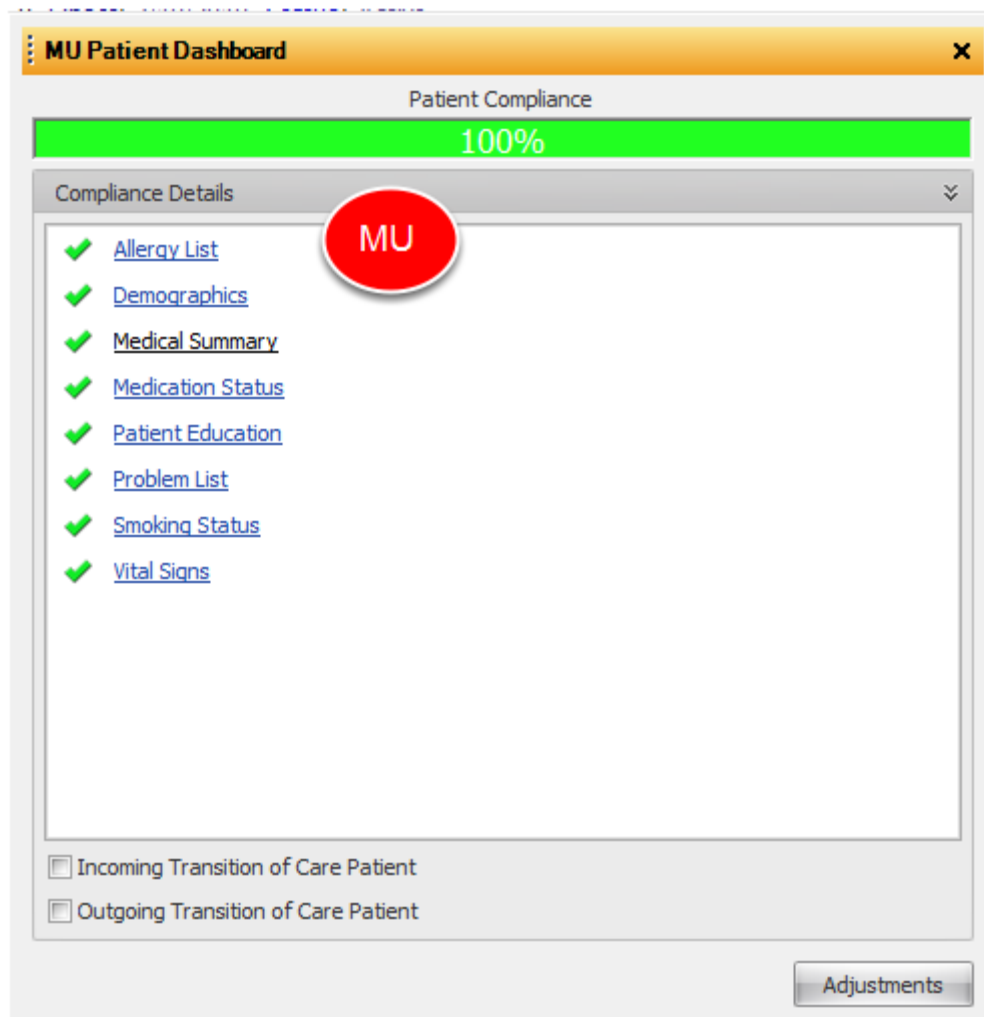 MU Patient Dashboard
Patient Compliance
100%
Compliance Details
MU
Allergy List
Demographics
Medical Summary
Medication Status
Patient Education
Problem List
Smoking Status
Vital Signs
Incoming Transition of Care Patient
Outgoing Transition of Care Patient
Adjustments